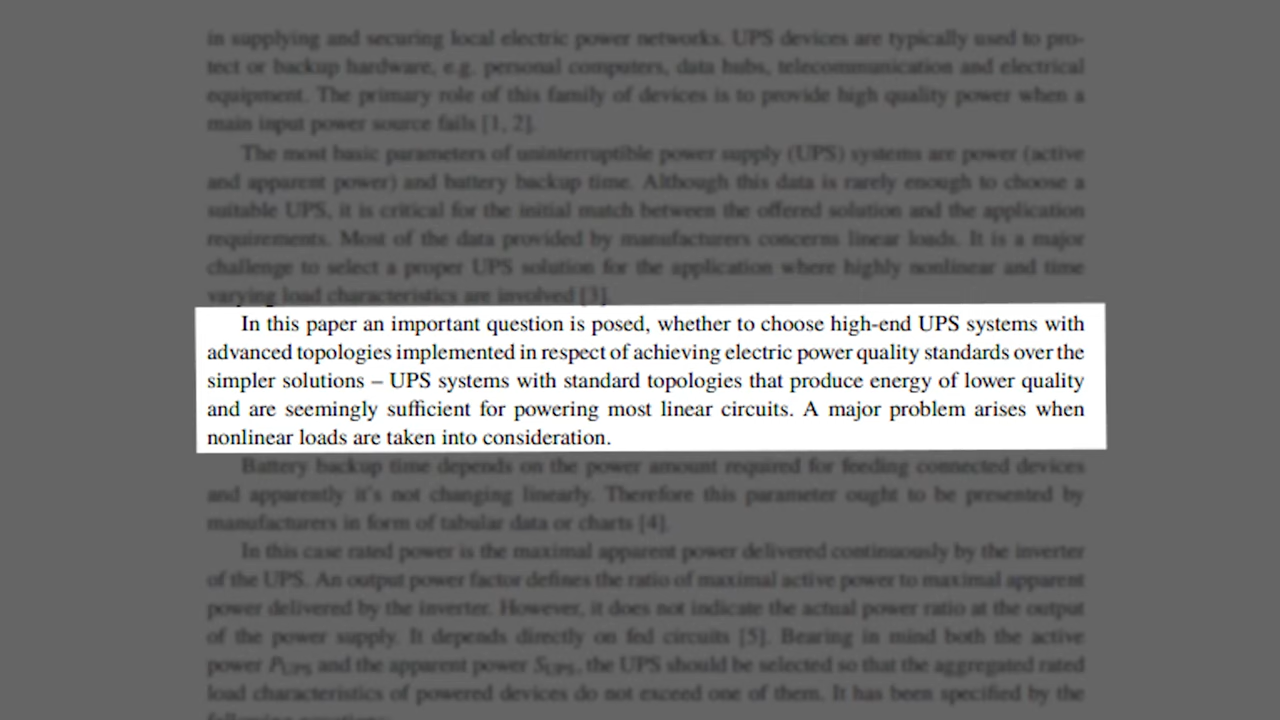 in supplying and securing local electric power networks. UPS devices are typically used to pro-
tect or backup hardware, e.g. personal computers, data hubs, telecommunication and electrical
equipment. The primary role of this family of devices is to provide high quality power when a
main input power source fails [1, 2].
The most basic parameters of uninterruptible power supply (UPS) systems are power (active
and apparent power) and battery backup time. Although this data is rarely enough to choose a
suitable UPS, it is critical for the initial match between the offered solution and the application
requirements. Most of the data provided by manufacturers concerns linear loads. It is a major
challenge to select a proper UPS solution for the application where highly nonlinear and time
varying load characteristics are involved [3].
In this paper an important question is posed, whether to choose high-end UPS systems with
advanced topologies implemented in respect of achieving electric power quality standards over the
simpler solutions – UPS systems with standard topologies that produce energy of lower quality
and are seemingly sufficient for powering most linear circuits. A major problem arises when
nonlinear loads are taken into consideration.
Battery backup time depends on the power amount required for feeding connected devices
and apparently it's not changing linearly. Therefore this parameter ought to be presented by
manufacturers in form of tabular data or charts [4].
In this case rated power is the maximal apparent power delivered continuously by the inverter
of the UPS. An output power factor defines the ratio of maximal active power to maximal apparent
power delivered by the inverter. However, it does not indicate the actual power ratio at the output
of the power supply. It depends directly on fed circuits [5]. Bearing in mind both the active
power P_UPS and the apparent power S_UPS, the UPS should be selected so that the aggregated rated
load characteristics of powered devices do not exceed one of them. It has been specified by the